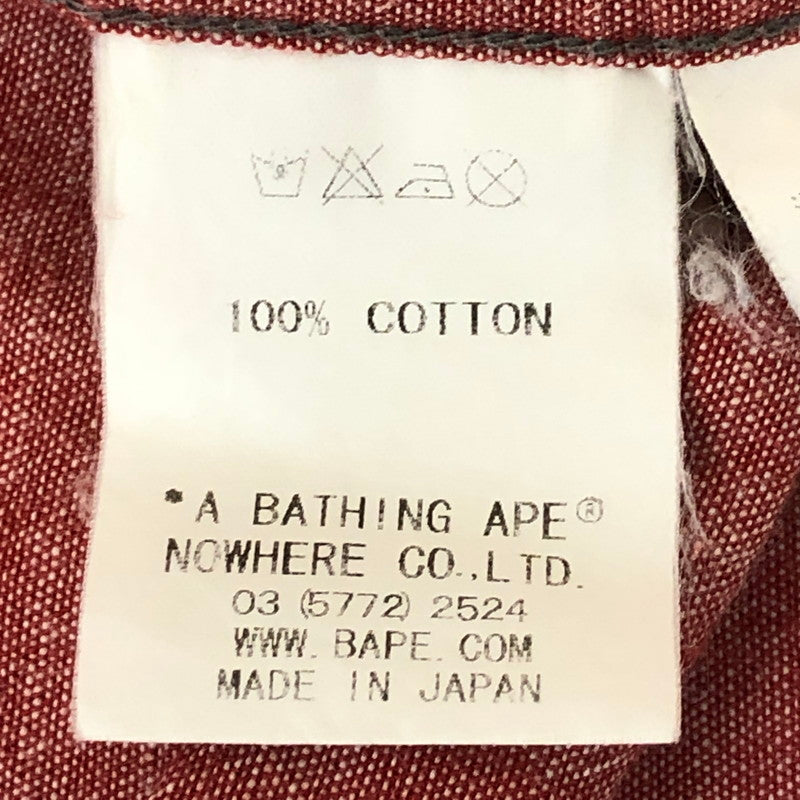 100% COTTON
*A BATHING APE®
NOWHERE CO.,LTD.
03 (5772) 2524
WWW. BAPE. COM
MADE IN JAPAN